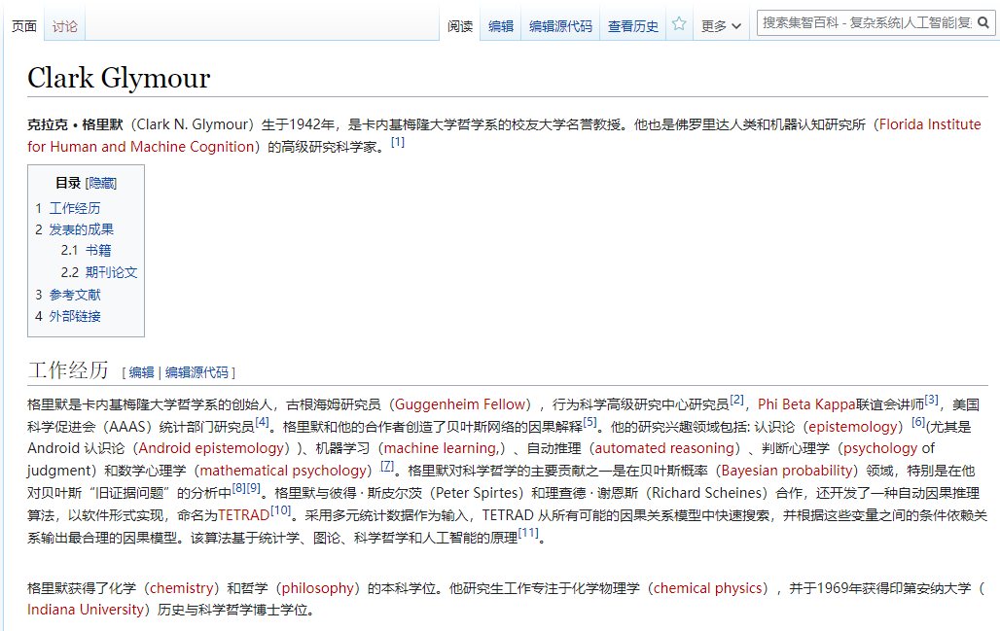 页面 讨论 阅读 编辑 编辑源代码 查看历史 更多 搜索集智百科 - 复杂系统|人工智能|复
Clark Glymour
克拉克 • 格里默（Clark N. Glymour）生于1942年，是卡内基梅隆大学哲学系的校友大学名誉教授。他也是佛罗里达人类和机器认知研究所（Florida Institute
for Human and Machine Cognition）的高级研究科学家。[1]
目录 [隐藏]
1 工作经历
2 发表的成果
2.1 书籍
2.2 期刊论文
3 参考文献
4 外部链接
工作经历 [ 编辑 | 编辑源代码 ]
格里默是卡内基梅隆大学哲学系的创始人，古根海姆研究员（Guggenheim Fellow），行为科学高级研究中心研究员[2]，Phi Beta Kappa联谊会讲师[3]，美国
科学促进会（AAAS）统计部门研究员[4]。格里默和他的合作者创造了贝叶斯网络的因果解释[5]。他的研究兴趣领域包括: 认识论（epistemology）[6](尤其是
Android 认识论（Android epistemology）)、机器学习（machine learning,）、自动推理（automated reasoning）、判断心理学（psychology of
judgment）和数学心理学（mathematical psychology）[7]。格里默对科学哲学的主要贡献之一是在贝叶斯概率（Bayesian probability）领域，特别是在他
对贝叶斯“旧证据问题”的分析中[8][9]。格里默与彼得 · 斯皮尔茨（Peter Spirtes）和理查德 · 谢恩斯（Richard Scheines）合作，还开发了一种自动因果推理
算法，以软件形式实现，命名为TETRAD[10]。采用多元统计数据作为输入，TETRAD 从所有可能的因果关系模型中快速搜索，并根据这些变量之间的条件依赖关
系输出最合理的因果模型。该算法基于统计学、图论、科学哲学和人工智能的原理[11]。
格里默获得了化学（chemistry）和哲学（philosophy）的本科学位。他研究生工作专注于化学物理学（chemical physics），并于1969年获得印第安纳大学（
Indiana University）历史与科学哲学博士学位。